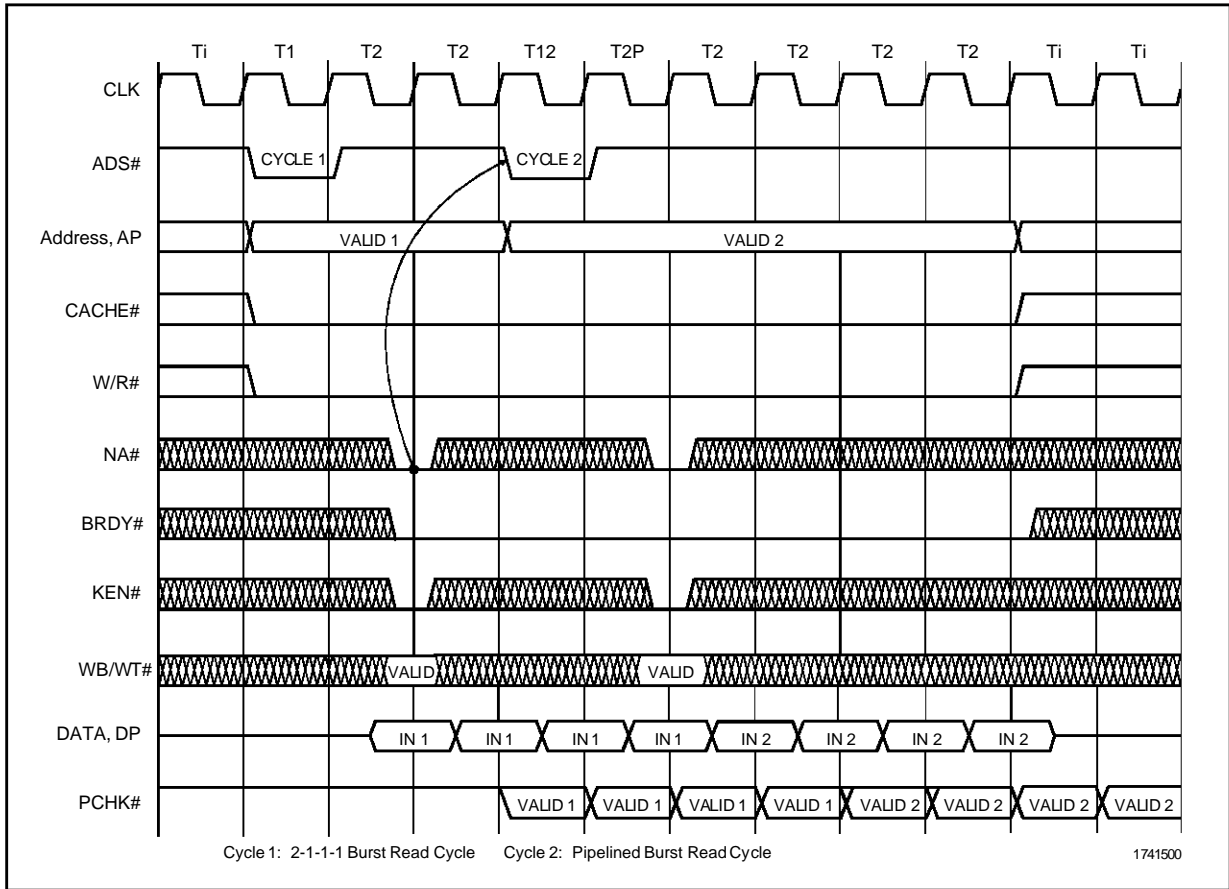 Ti T1 T2 T2 T12 T2P T2 T2 T2 T2 Ti Ti
CLK
ADS# CYCLE 1 CYCLE 2
Address, AP VALID 1 VALID 2
CACHE#
W/R#
NA#
BRDY#
KEN#
WB/WT# VALID VALID
DATA, DP IN 1 IN 1 IN 1 IN 1 IN 2 IN 2 IN 2 IN 2
PCHK# VALID 1 VALID 1 VALID 1 VALID 1 VALID 2 VALID 2 VALID 2 VALID 2
Cycle 1: 2-1-1-1 Burst Read Cycle Cycle 2: Pipelined Burst Read Cycle 1741500